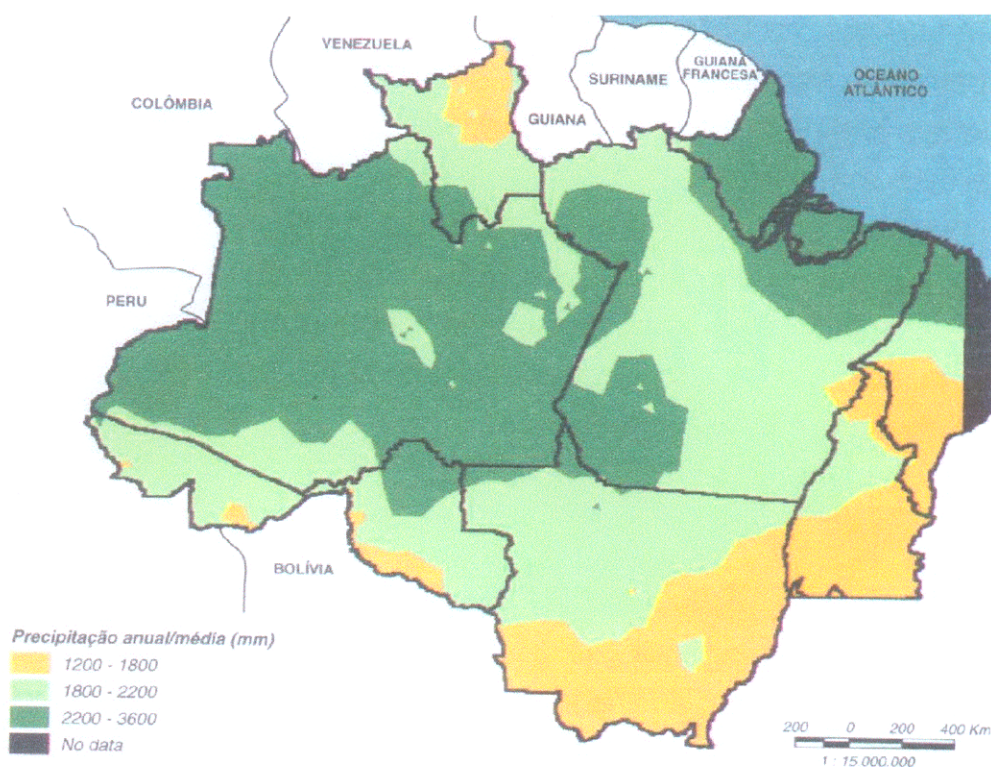 VENEZUELA
GUIANA
FRANCESA
SURINAME
OCEANO
ATLÂNTICO
COLÔMBIA
GUIANA
PERU
BOLÍVIA
Precipitação anual/média (mm)
1200 - 1800
1800 - 2200
2200 - 3600
No data
200 0 200 400 Km
1 : 15 000.000